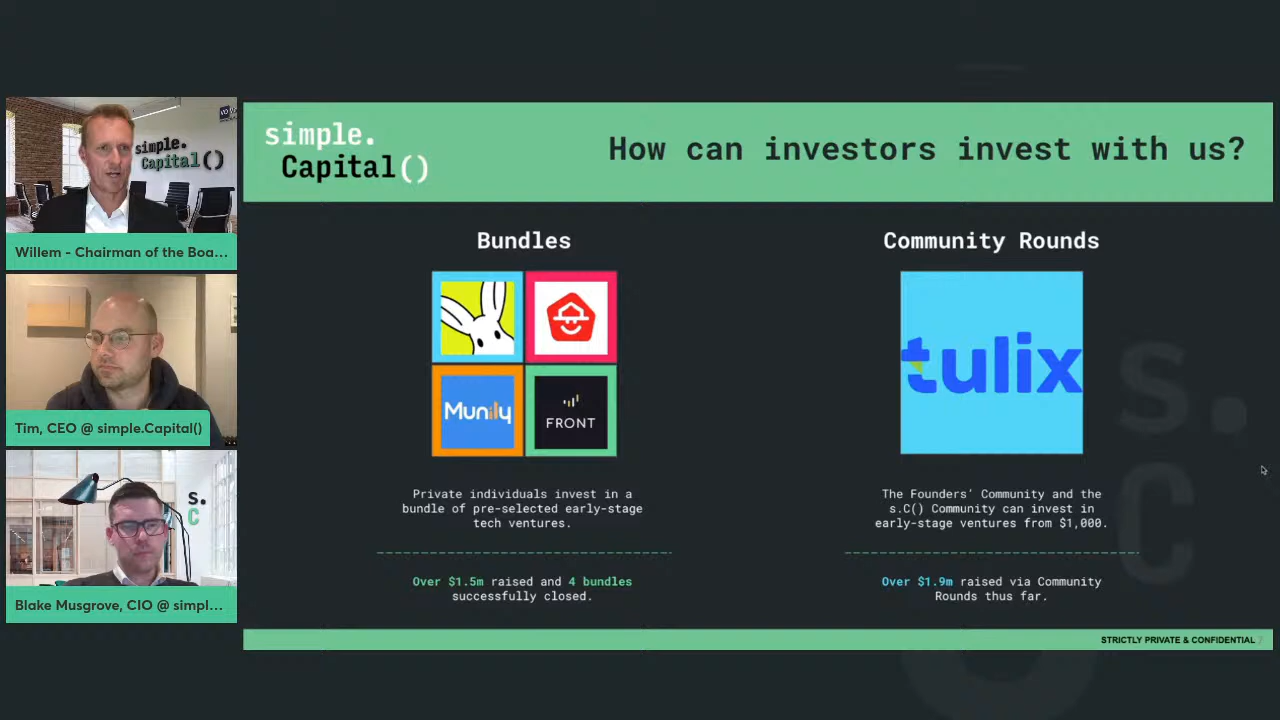 simple.
Capital()
How can investors invest with us?
simple.
Capital()
Willem - Chairman of the Boa...
Tim, CEO @ simple.Capital()
s.
C
Blake Musgrove, CIO @ simpl...
Bundles
Community Rounds
Munily
FRONT
tulix
Private individuals invest in a
bundle of pre-selected early-stage
tech ventures.
The Founders' Community and the
s.C() Community can invest in
early-stage ventures from $1,000.
Over $1.5m raised and 4 bundles
successfully closed.
Over $1.9m raised via Community
Rounds thus far.
s.
C
STRICTLY PRIVATE & CONFIDENTIAL